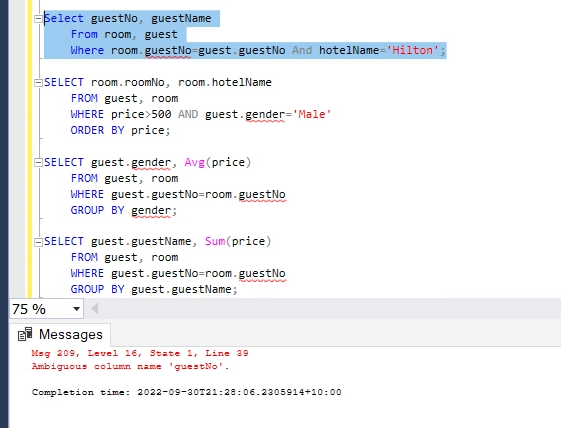 Select guestNo, guestName
From room, guest
Where room.guestNo=guest.guestNo And hotelName='Hilton';
SELECT room.roomNo, room.hotelName
FROM guest, room
WHERE price>500 AND guest.gender='Male'
ORDER BY price;
SELECT guest.gender, Avg(price)
FROM guest, room
WHERE guest.guestNo=room.guestNo
GROUP BY gender;
SELECT guest.guestName, Sum(price)
FROM guest, room
WHERE guest.guestNo=room.guestNo
GROUP BY guest.guestName;
75 %
Messages
Msg 209, Level 16, State 1, Line 39
Ambiguous column name 'guestNo'.
Completion time: 2022-09-30T21:28:06.2305914+10:00